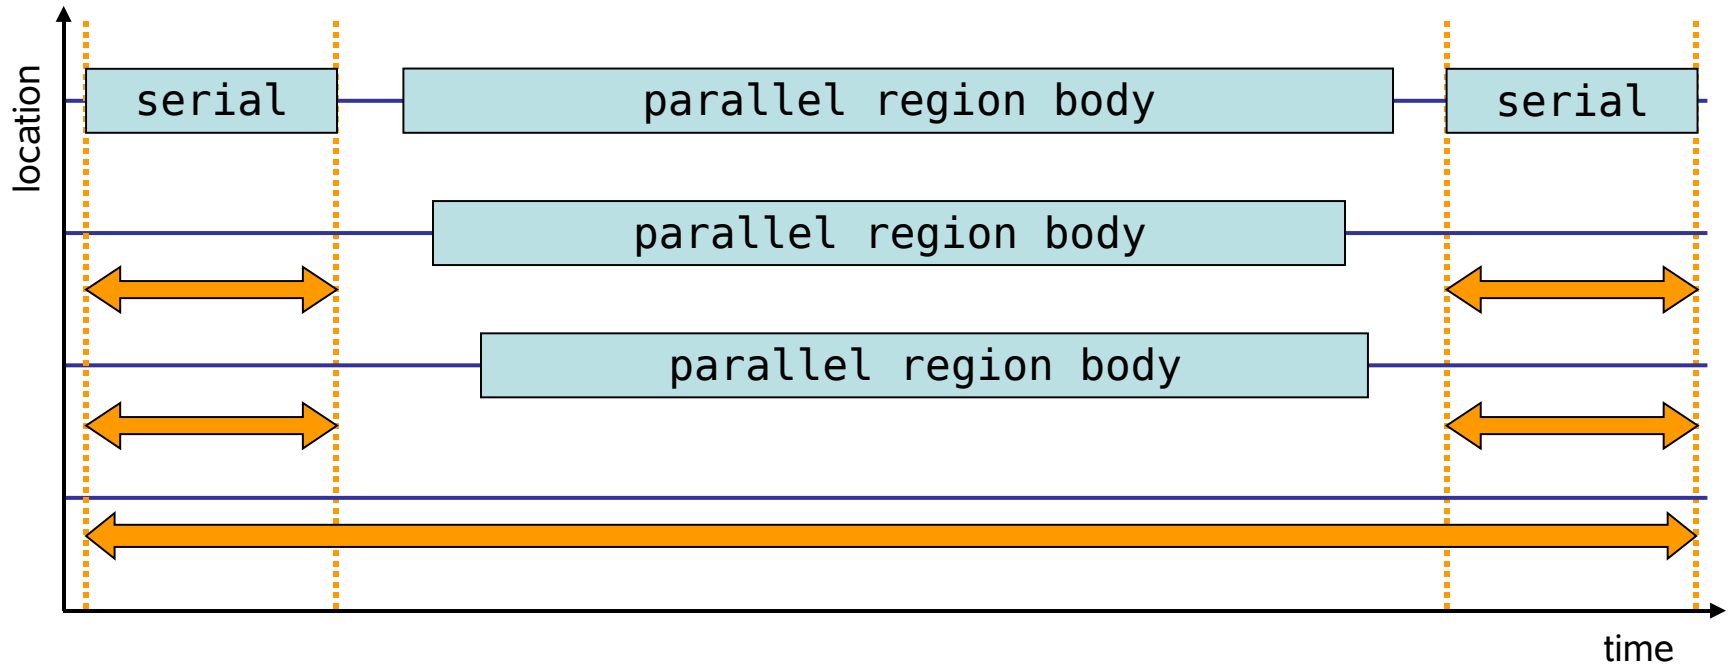 location
serial
parallel region body
serial
parallel region body
parallel region body
time